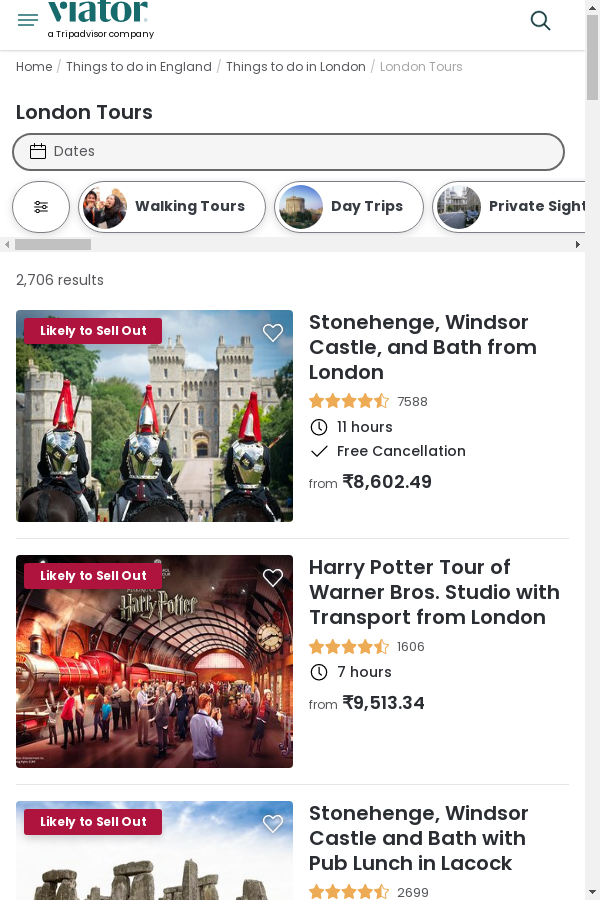 viator
a Tripadvisor company
Home / Things to do in England / Things to do in London / London Tours
London Tours
Dates
Walking Tours
Day Trips
Private Sight
2,706 results
Likely to Sell Out
Stonehenge, Windsor
Castle, and Bath from
London
7588
11 hours
Free Cancellation
from ₹8,602.49
Likely to Sell Out
Harry Potter
Harry Potter Tour of
Warner Bros. Studio with
Transport from London
1606
7 hours
from ₹9,513.34
Likely to Sell Out
Stonehenge, Windsor
Castle and Bath with
Pub Lunch in Lacock
2699